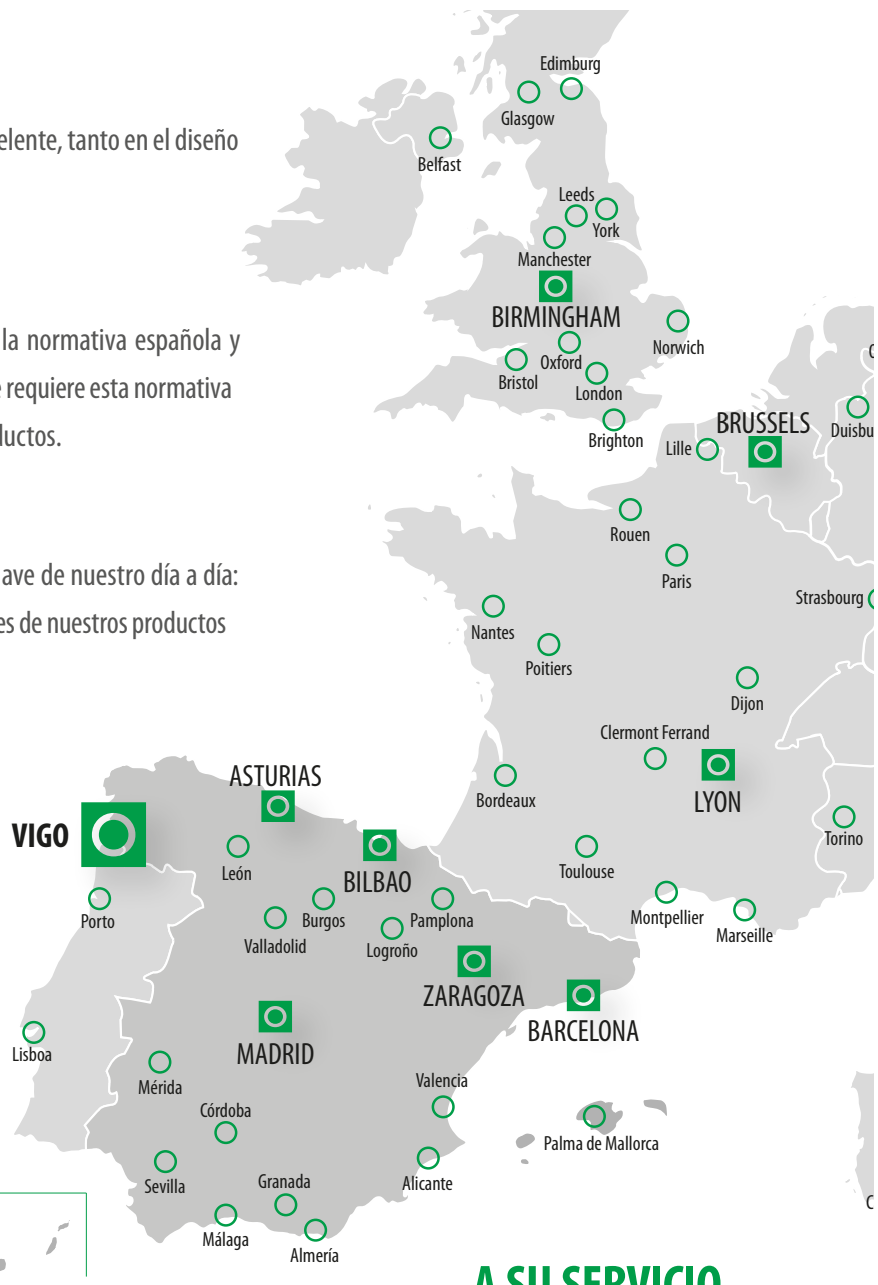 elente, tanto en el diseño
la normativa española y
e requiere esta normativa
ductos.
ave de nuestro día a día:
es de nuestros productos
Edimburg
Glasgow
Belfast
Leeds
York
Manchester
BIRMINGHAM
Norwich
Oxford
Bristol
London
Brighton
BRUSSELS
Duisbu
Lille
Rouen
Paris
Strasbourg
Nantes
Poitiers
Dijon
Clermont Ferrand
LYON
Bordeaux
Torino
Toulouse
Montpellier
Marseille
ASTURIAS
VIGO
León
BILBAO
Porto
Burgos
Pamplona
Valladolid
Logroño
ZARAGOZA
BARCELONA
MADRID
Lisboa
Mérida
Valencia
Córdoba
Palma de Mallorca
Sevilla
Granada
Alicante
Málaga
Almería
C
A SU SERVICIO